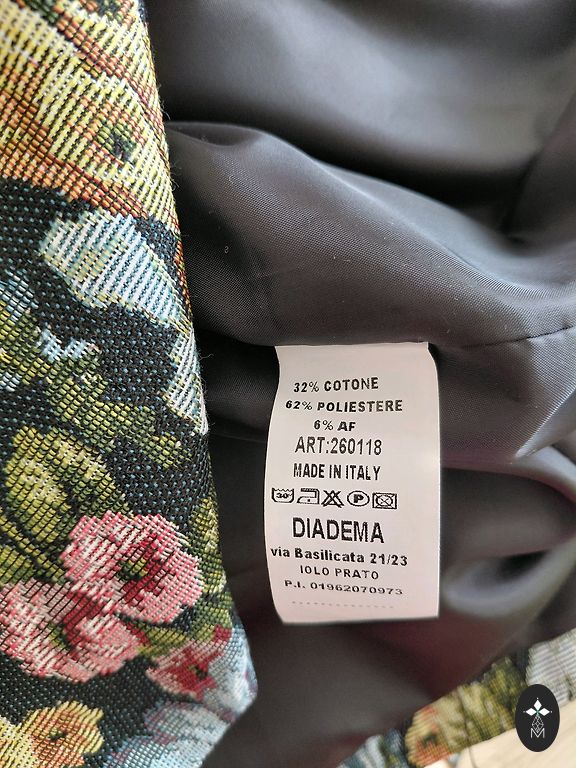 32% COTONE
62% POLIESTERE
6% AF
ART:260118
MADE IN ITALY
30°
P
DIADEMA
via Basilicata 21/23
IOLO PRATO
P.I. 01962070973
M